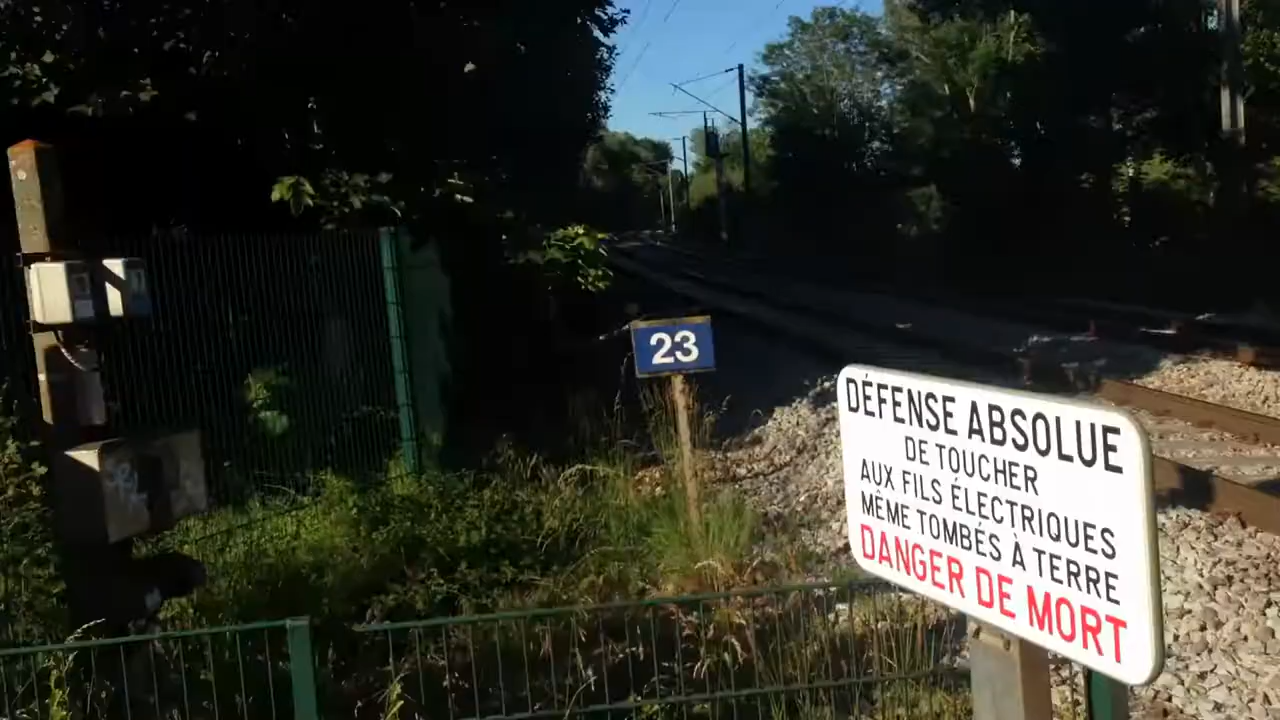 23
DÉFENSE ABSOLUE
DE TOUCHER
AUX FILS ÉLECTRIQUES
MÊME TOMBÉS À TERRE
DANGER DE MORT